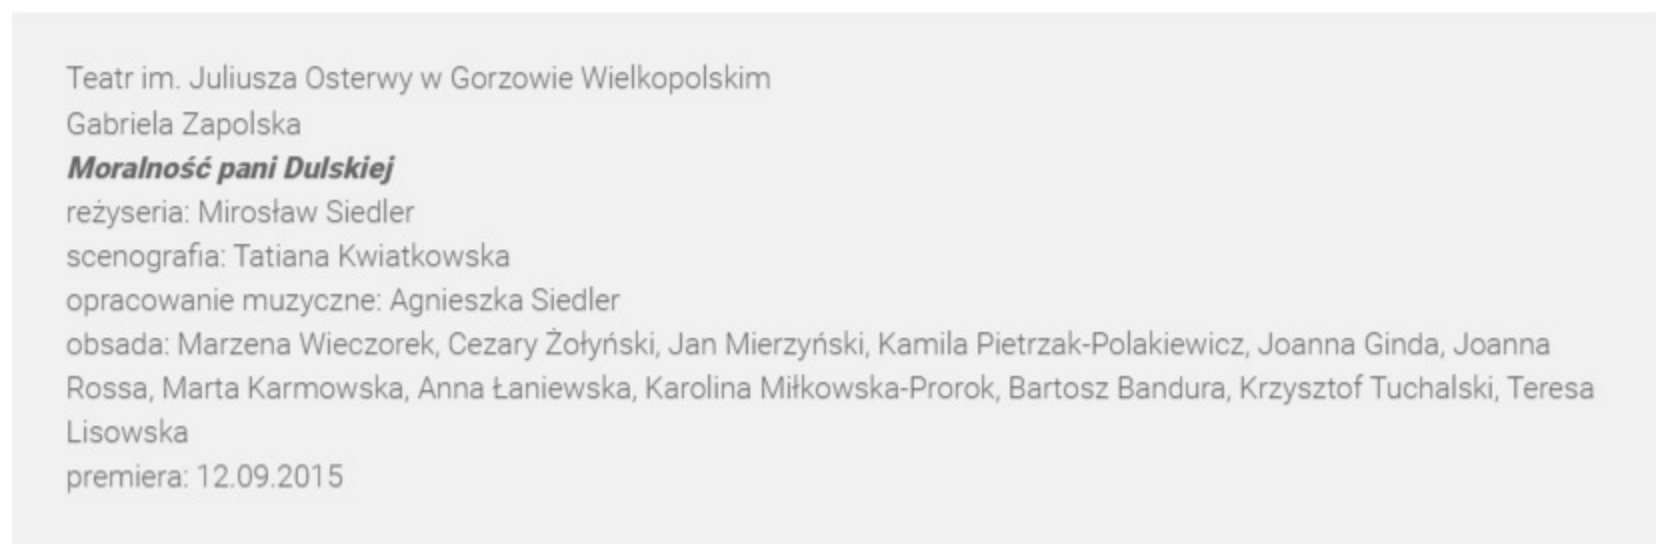 Teatr im. Juliusza Osterwy w Gorzowie Wielkopolskim
Gabriela Zapolska
Moralność pani Dulskiej
reżyseria: Mirosław Siedler
scenografia: Tatiana Kwiatkowska
opracowanie muzyczne: Agnieszka Siedler
obsada: Marzena Wieczorek, Cezary Żołyński, Jan Mierzyński, Kamila Pietrzak-Polakiewicz, Joanna Ginda, Joanna
Rossa, Marta Karmowska, Anna Łaniewska, Karolina Miłkowska-Prorok, Bartosz Bandura, Krzysztof Tuchalski, Teresa
Lisowska
premiera: 12.09.2015